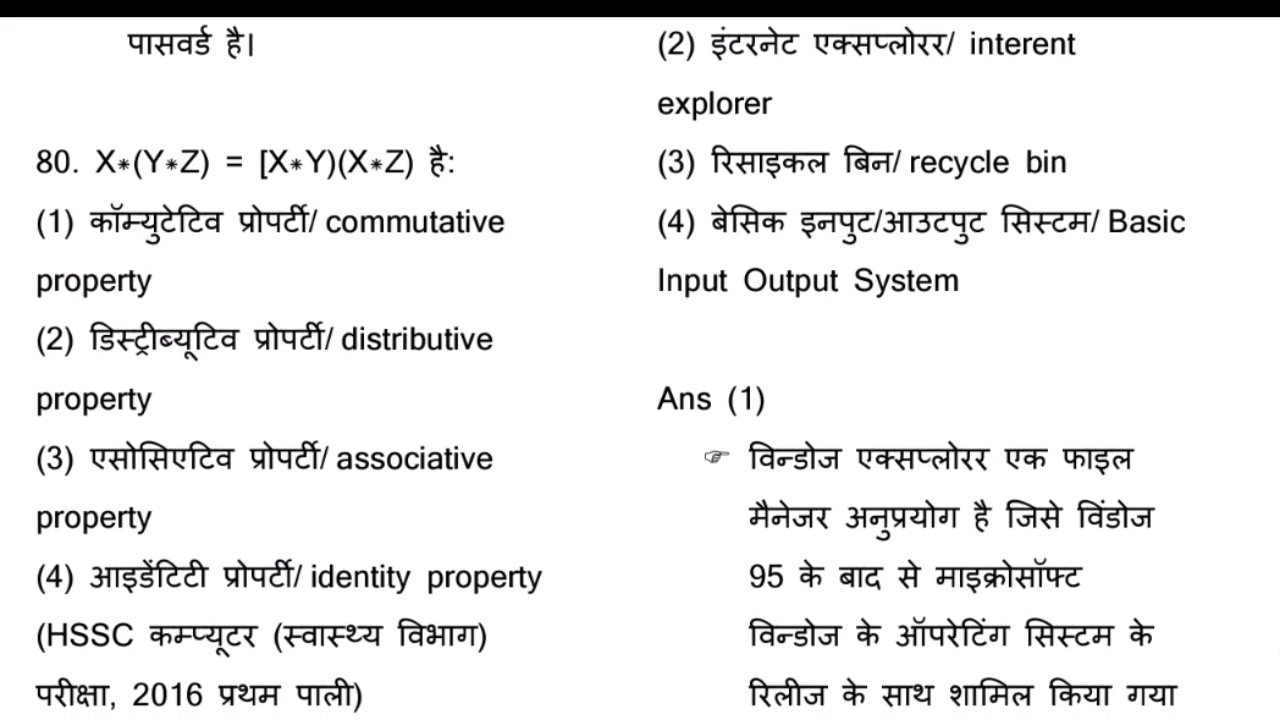 पासवर्ड है।
80. X*(Y*Z) = [X*Y)(X*Z) है:
(1) कॉम्युटेटिव प्रोपर्टी/ commutative
property
(2) डिस्ट्रीब्यूटिव प्रोपर्टी/ distributive
property
(3) एसोसिएटिव प्रोपर्टी/ associative
property
(4) आइडेंटिटी प्रोपर्टी/ identity property
(HSSC कम्प्यूटर (स्वास्थ्य विभाग)
परीक्षा, 2016 प्रथम पाली)
(2) इंटरनेट एक्सप्लोरर/ interent
explorer
(3) रिसाइकल बिन/ recycle bin
(4) बेसिक इनपुट/आउटपुट सिस्टम/ Basic
Input Output System
Ans (1)
☞ विन्डोज एक्सप्लोरर एक फाइल
मैनेजर अनुप्रयोग है जिसे विंडोज
95 के बाद से माइक्रोसॉफ्ट
विन्डोज के ऑपरेटिंग सिस्टम के
रिलीज के साथ शामिल किया गया